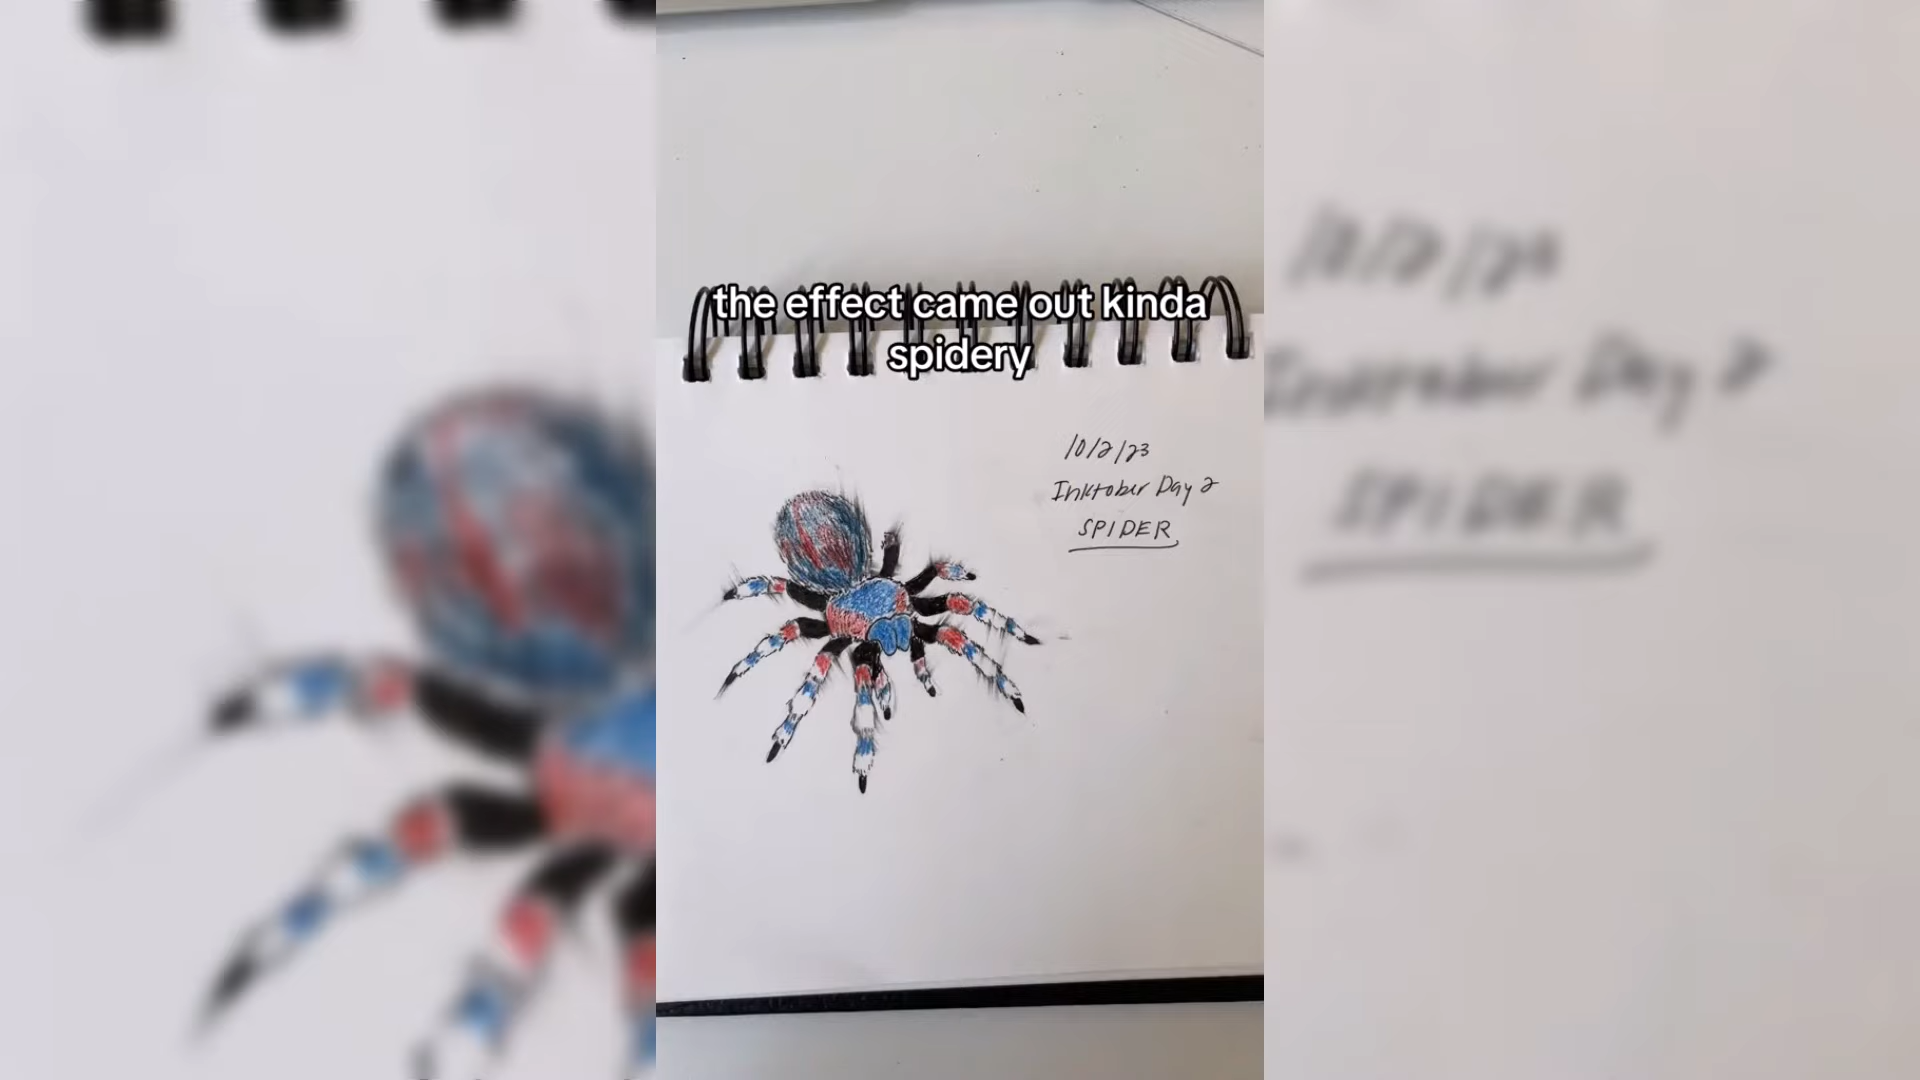 the effect came out kinda
spidery
10/2/23
Inktober Day 2
SPIDER